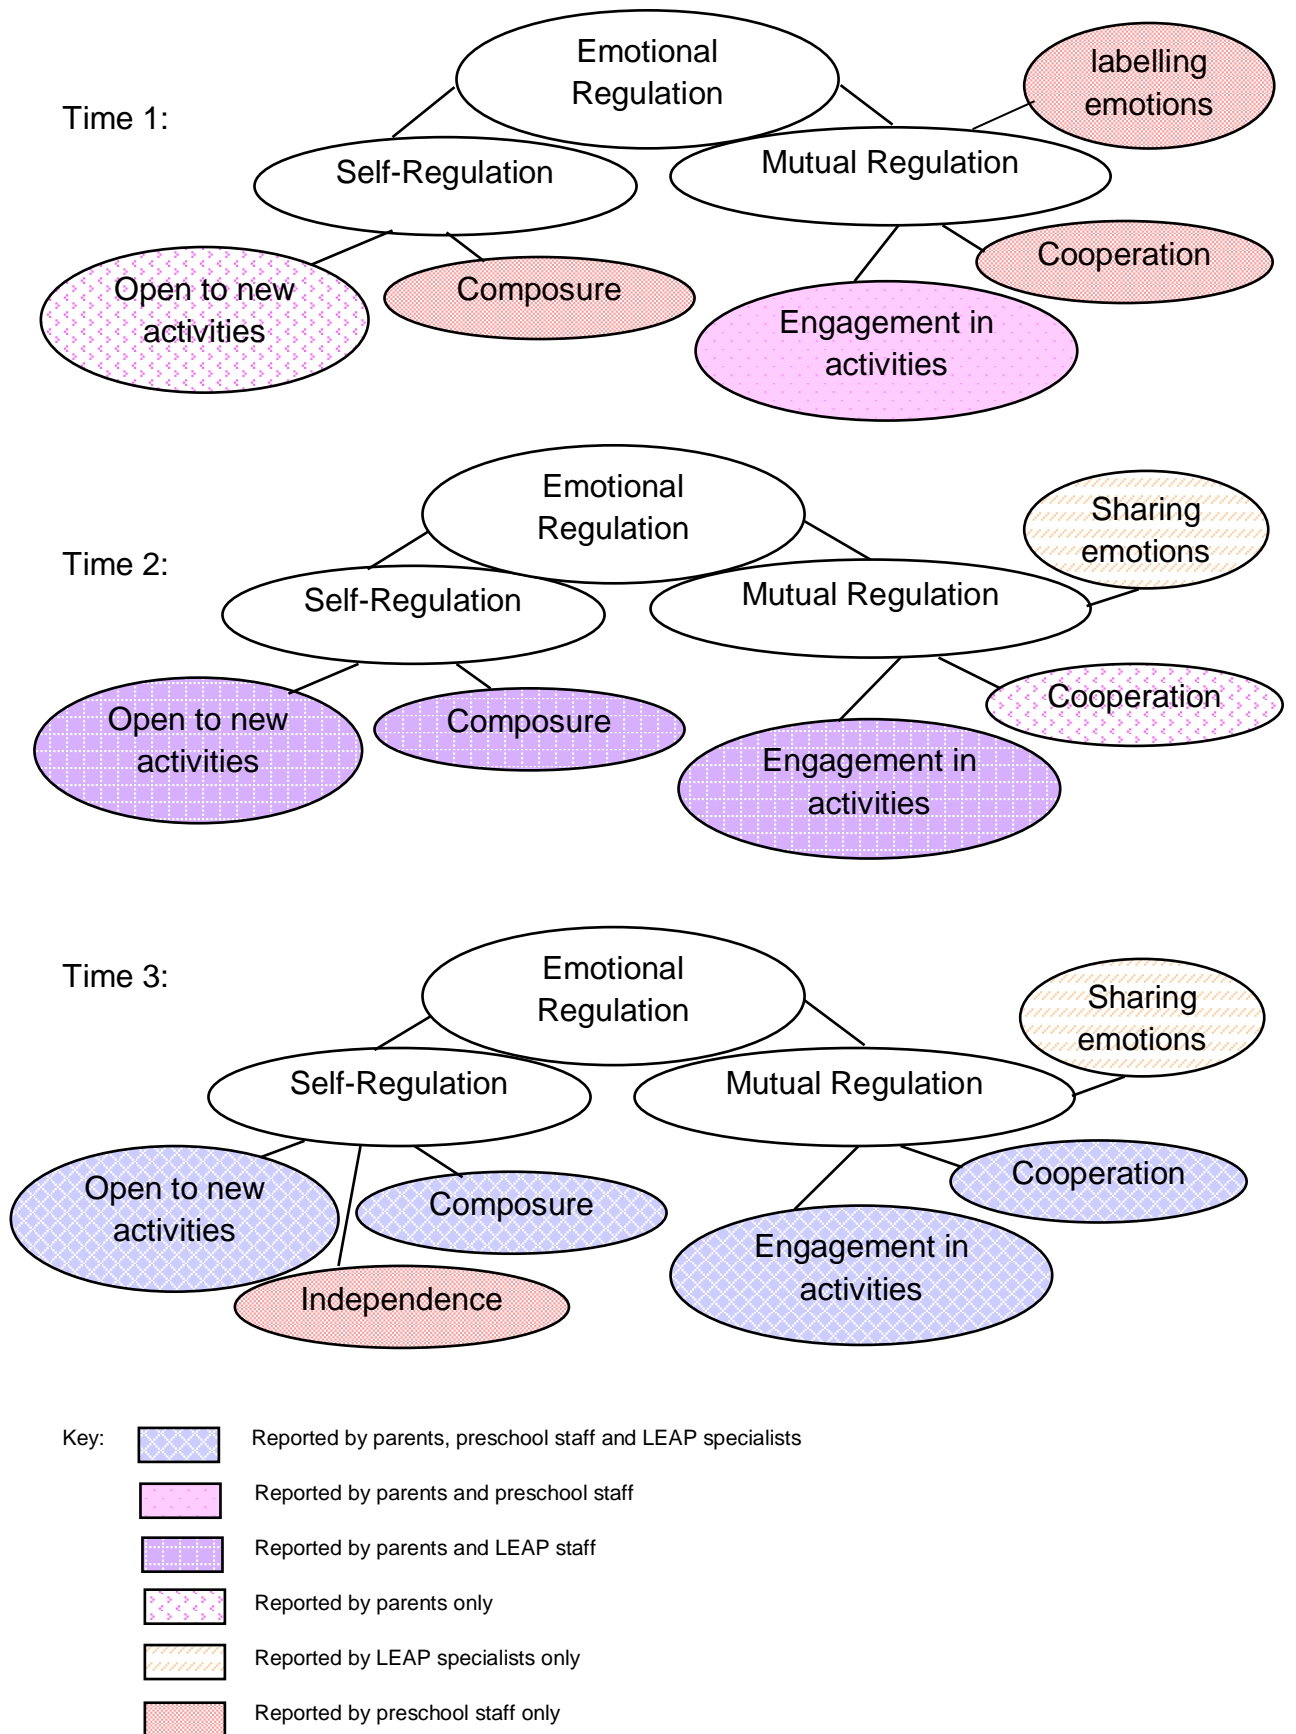 Time 1:
Emotional
Regulation
labelling
emotions
Self-Regulation
Mutual Regulation
Open to new
activities
Composure
Cooperation
Engagement in
activities
Time 2:
Emotional
Regulation
Sharing
emotions
Self-Regulation
Mutual Regulation
Open to new
activities
Composure
Cooperation
Engagement in
activities
Time 3:
Emotional
Regulation
Sharing
emotions
Self-Regulation
Mutual Regulation
Open to new
activities
Composure
Cooperation
Independence
Engagement in
activities
Key:
Reported by parents, preschool staff and LEAP specialists
Reported by parents and preschool staff
Reported by parents and LEAP staff
Reported by parents only
Reported by LEAP specialists only
Reported by preschool staff only